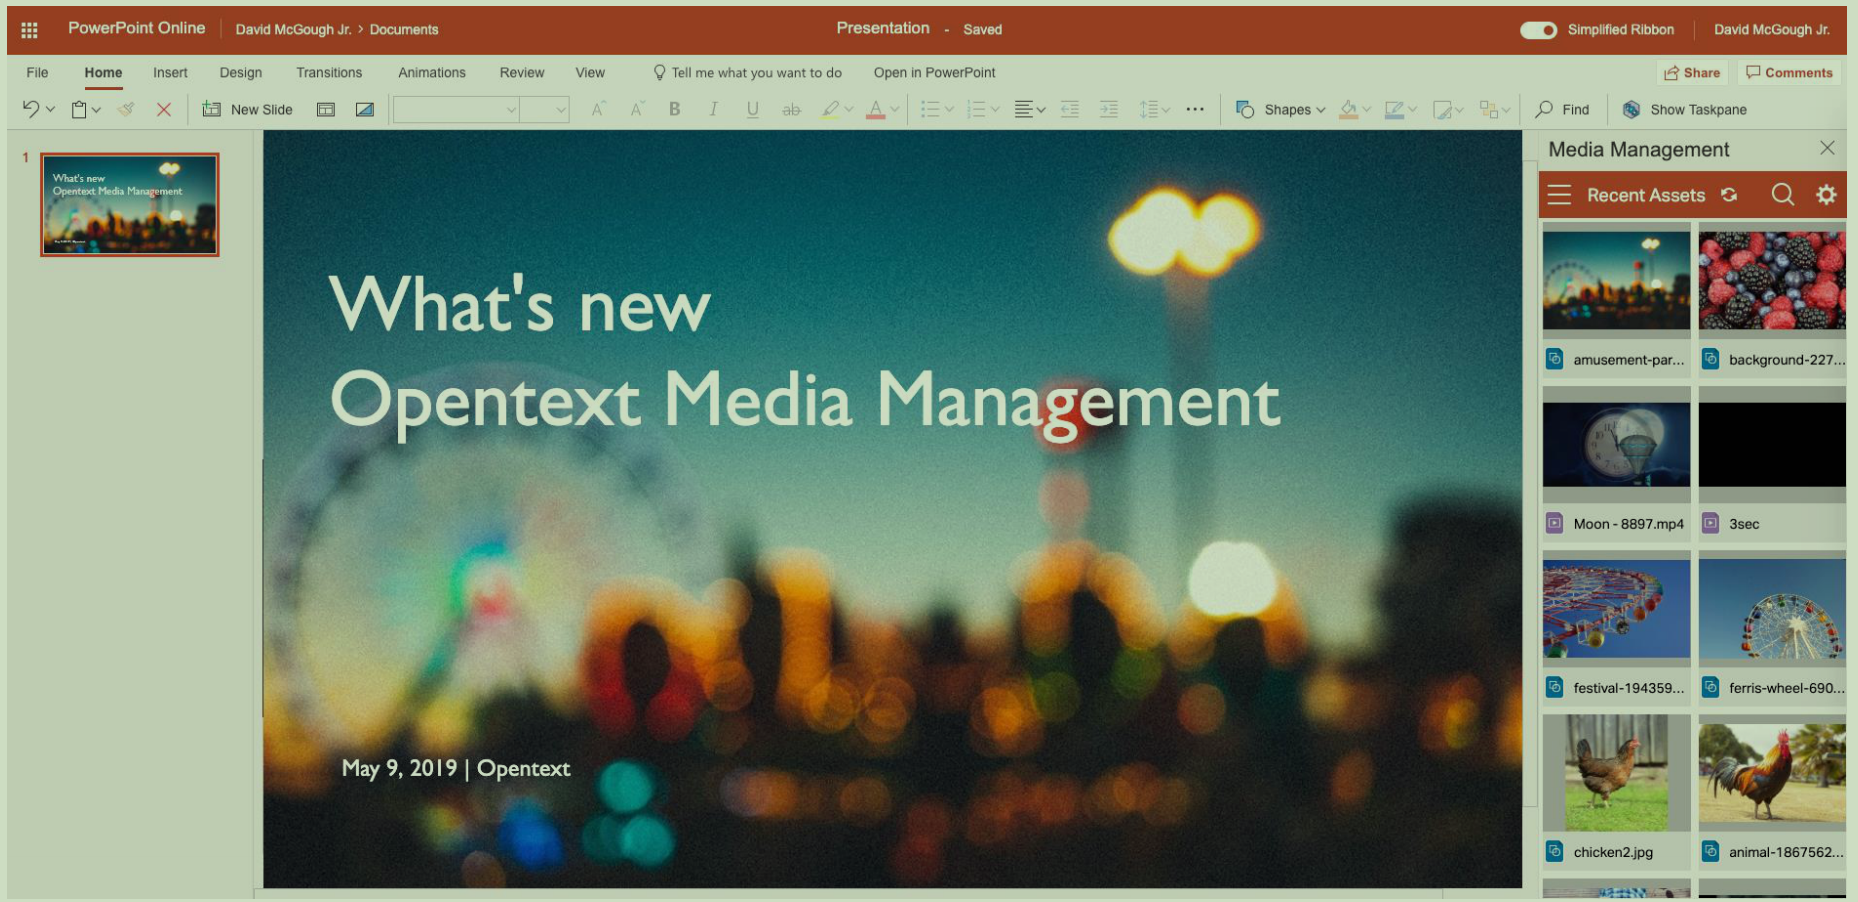 PowerPoint Online
David McGough Jr. > Documents
Presentation - Saved
Simplified Ribbon
David McGough Jr.
File Home Insert Design Transitions Animations Review View Tell me what you want to do Open in PowerPoint
Share Comments
New Slide
B I U ab A
Shapes
Find
Show Taskpane
1
What's new
Opentext Media Management
What's new
Opentext Media Management
May 9, 2019 | Opentext
Media Management
Recent Assets
amusement-par...
background-227...
Moon - 8897.mp4
3sec
festival-194359...
ferris-wheel-690...
chicken2.jpg
animal-1867562...